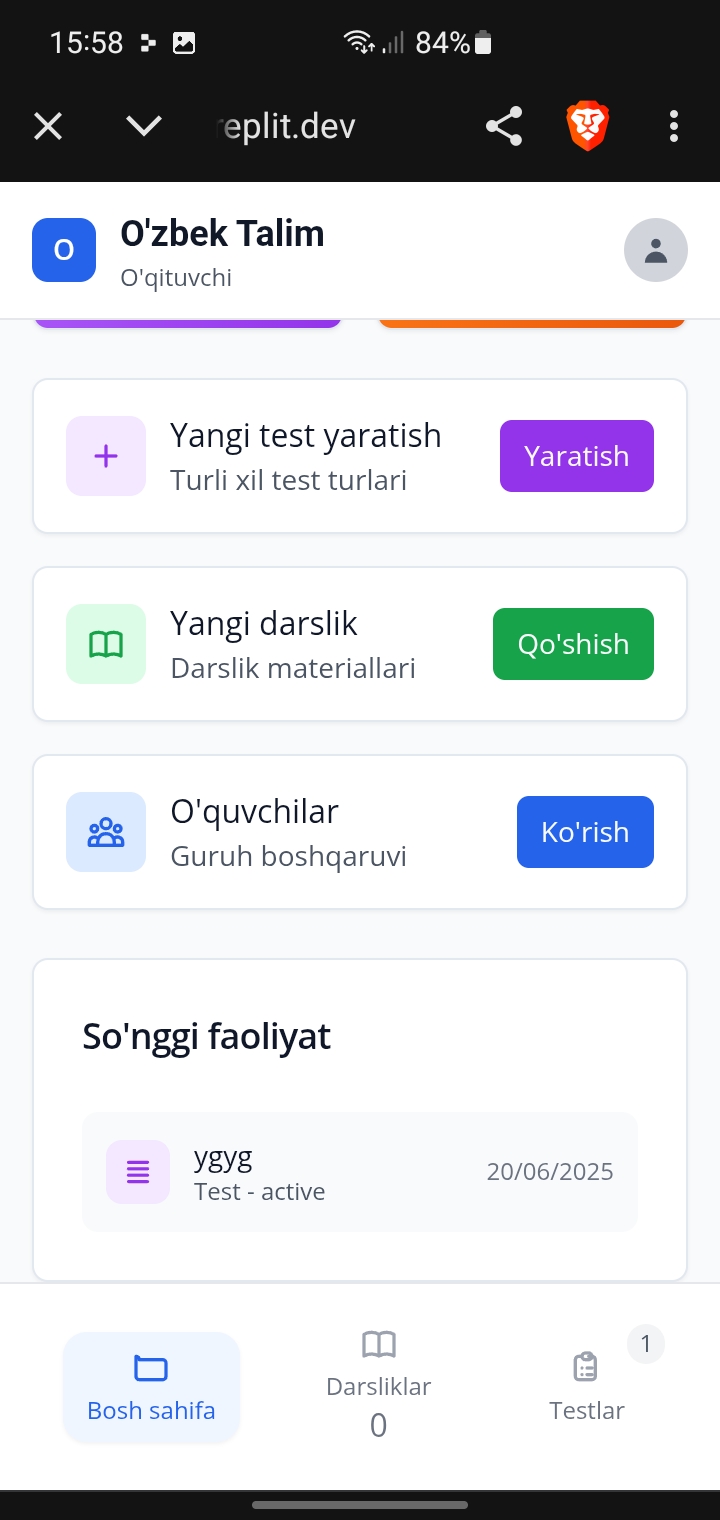 15:58
84%
replit.dev
O
O'zbek Talim
O'qituvchi
Yangi test yaratish
Turli xil test turlari
Yaratish
Yangi darslik
Darslik materiallari
Qo'shish
O'quvchilar
Guruh boshqaruvi
Ko'rish
So'nggi faoliyat
ygyg
Test - active
20/06/2025
Bosh sahifa
Darsliklar
0
1
Testlar